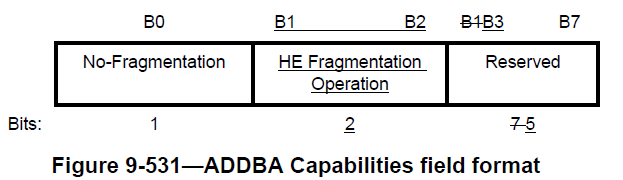 B0 B1 B2 B1B3 B7
No-Fragmentation HE Fragmentation Reserved
Operation
Bits: 1 2 7 5
Figure 9-531—ADDBA Capabilities field format